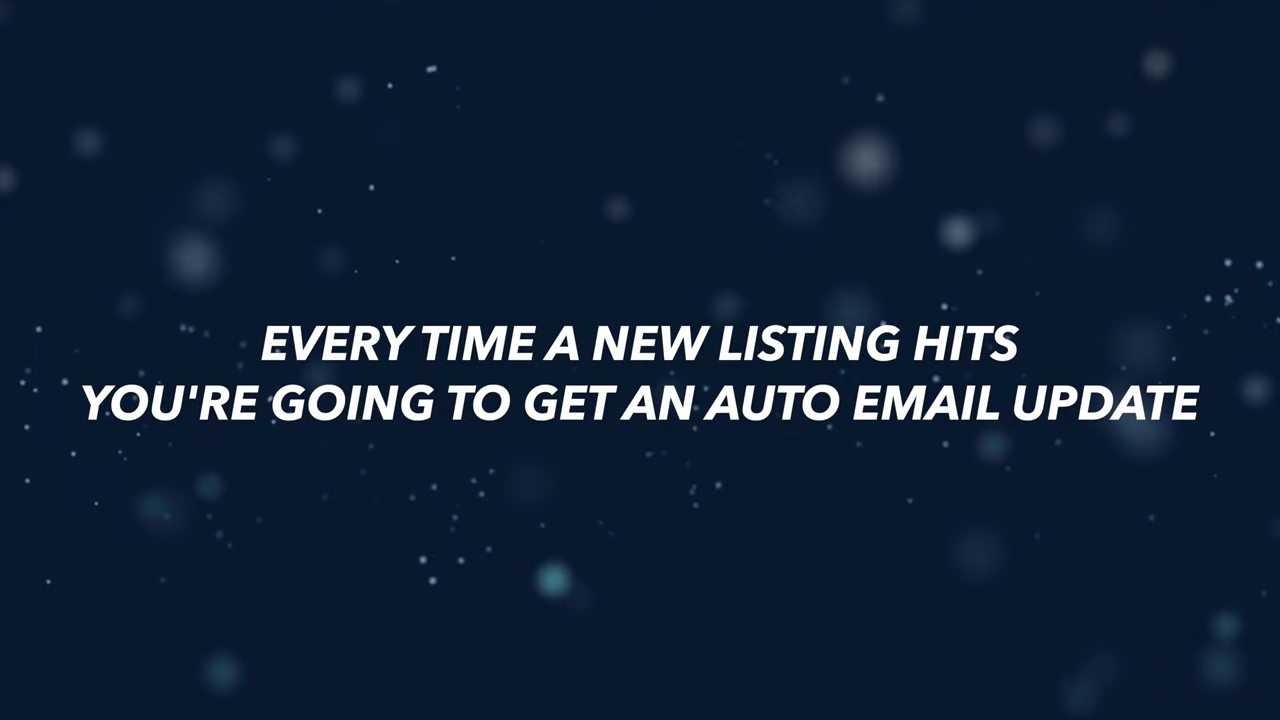 EVERY TIME A NEW LISTING HITS
YOU'RE GOING TO GET AN AUTO EMAIL UPDATE